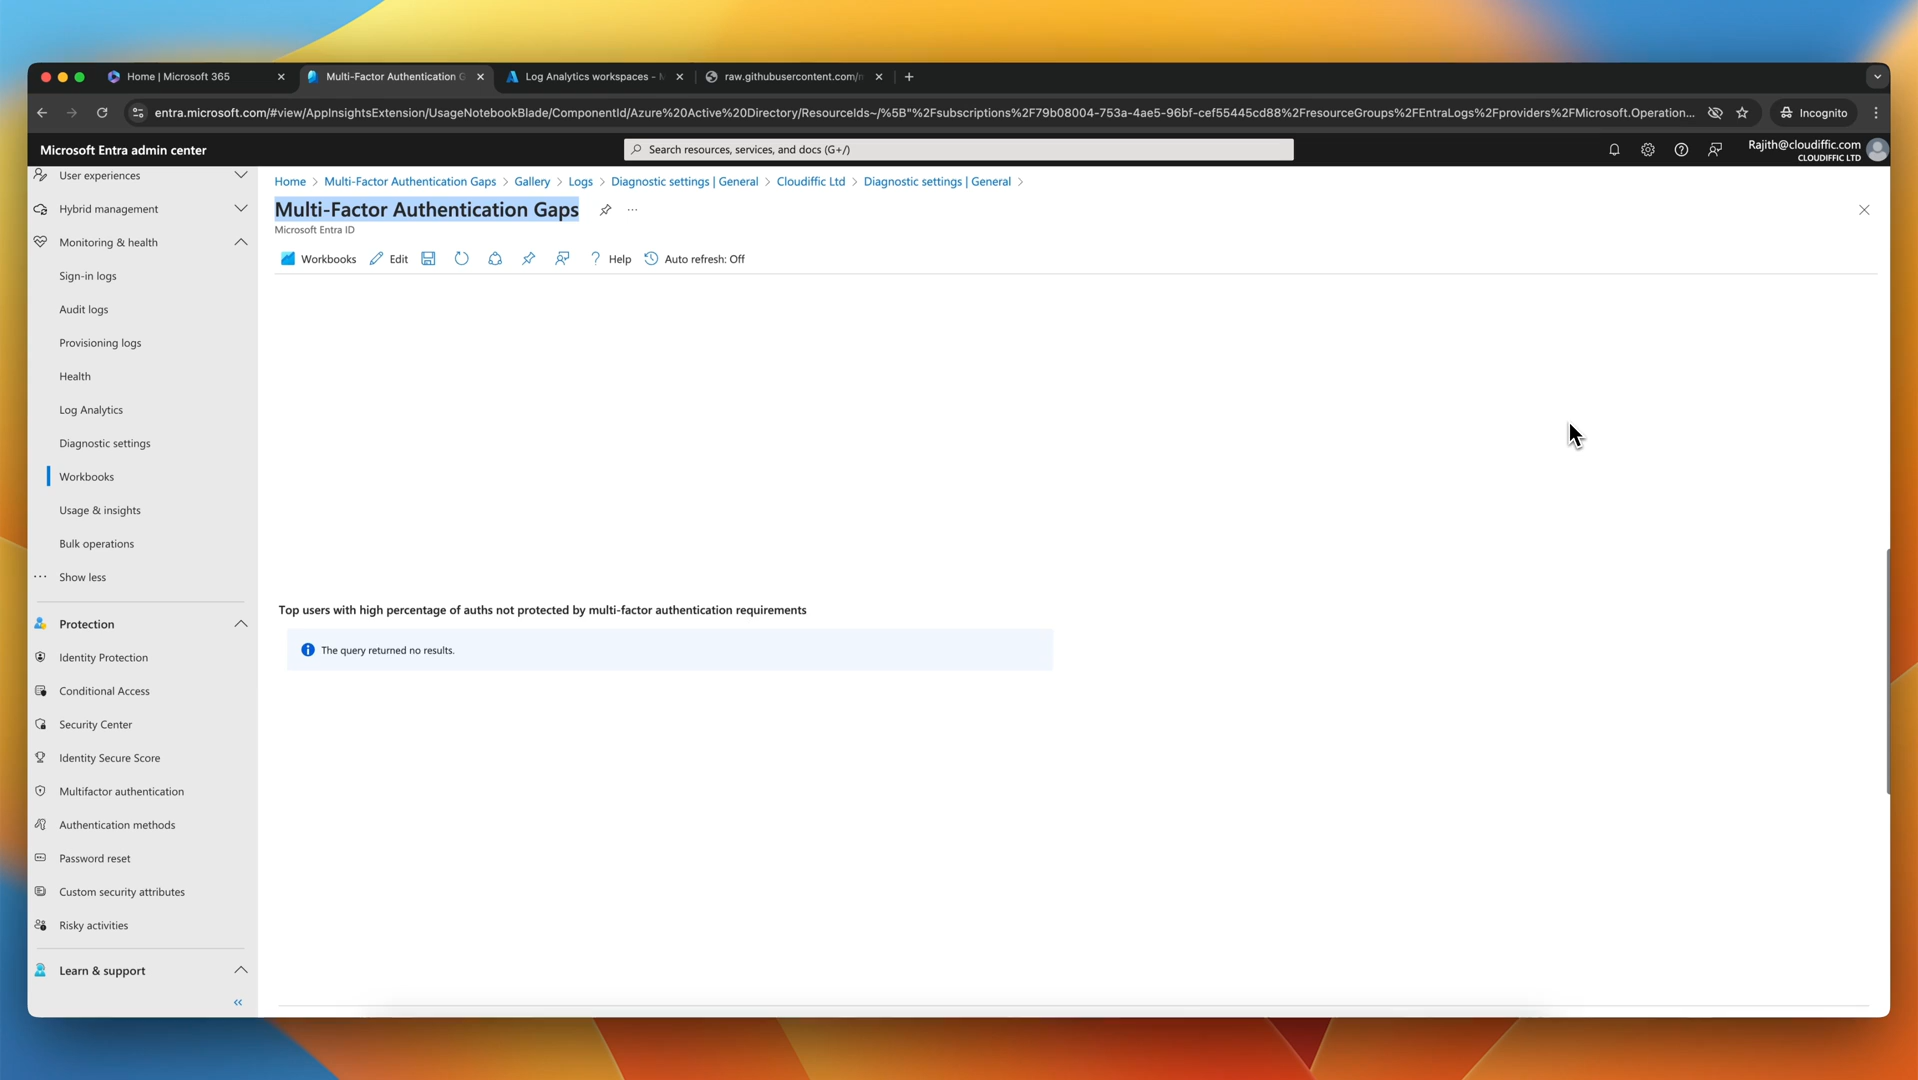 Home | Microsoft 365
Multi-Factor Authentication G
Log Analytics workspaces - M
raw.githubusercontent.com/m
entra.microsoft.com/#view/AppInsightsExtension/UsageNotebookBlade/ComponentId/Azure%20Active%20Directory/ResourceIds~/%5B"%2Fsubscriptions%2F79b08004-753a-4ae5-96bf-cef55445cd88%2FresourceGroups%2FEntraLogs%2Fproviders%2FMicrosoft.Operation...
Incognito
Microsoft Entra admin center
Search resources, services, and docs (G+/)
Rajith@cloudiffic.com
CLOUDIFFIC LTD
User experiences
Hybrid management
Monitoring & health
Sign-in logs
Audit logs
Provisioning logs
Health
Log Analytics
Diagnostic settings
Workbooks
Usage & insights
Bulk operations
Show less
Protection
Identity Protection
Conditional Access
Security Center
Identity Secure Score
Multifactor authentication
Authentication methods
Password reset
Custom security attributes
Risky activities
Learn & support
Home > Multi-Factor Authentication Gaps > Gallery > Logs > Diagnostic settings | General > Cloudiffic Ltd > Diagnostic settings | General >
Multi-Factor Authentication Gaps
Microsoft Entra ID
Workbooks Edit Help Auto refresh: Off
Top users with high percentage of auths not protected by multi-factor authentication requirements
The query returned no results.